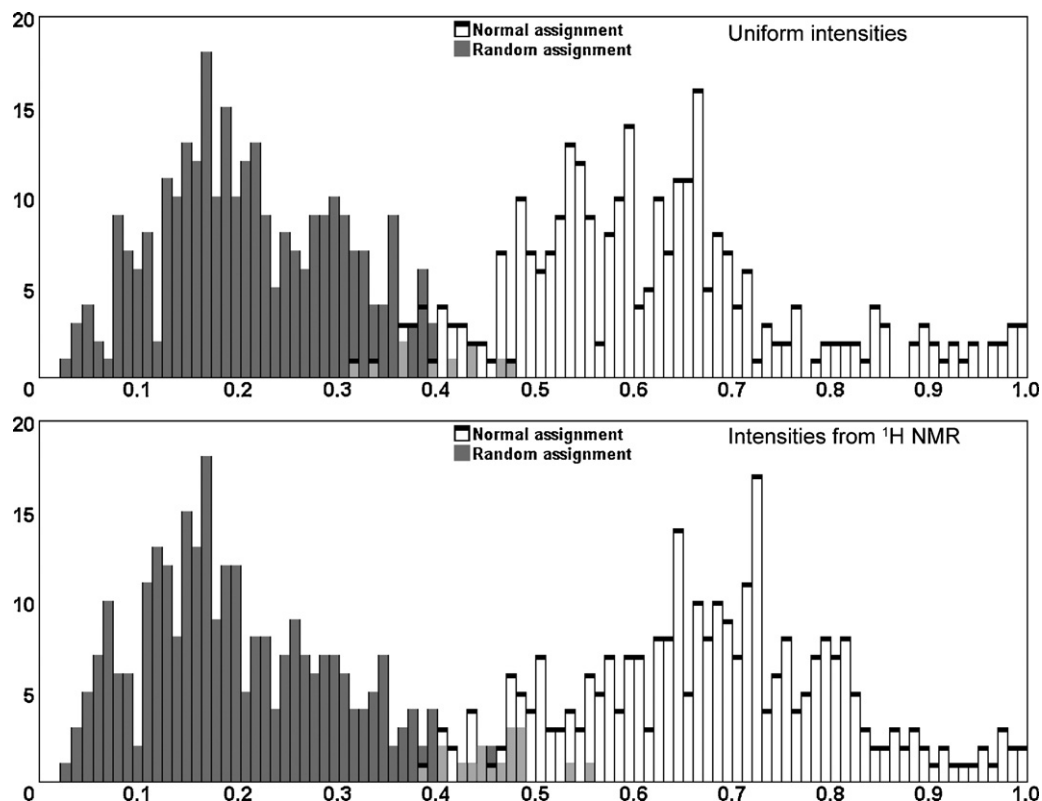 20
Normal assignment
Uniform intensities
Random assignment
15
10
5
0 0.1 0.2 0.3 0.4 0.5 0.6 0.7 0.8 0.9 1.0
20
Normal assignment
Intensities from ¹H NMR
Random assignment
15
10
5
0 0.1 0.2 0.3 0.4 0.5 0.6 0.7 0.8 0.9 1.0